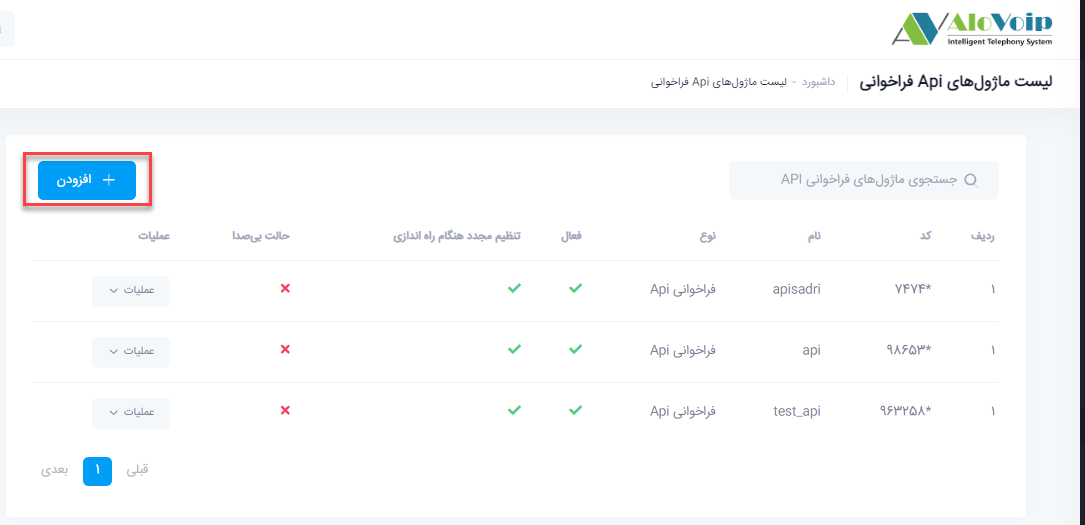 AloVoip
Intelligent Telephony System
لیست ماژول‌های Api فراخوانی
داشبورد - لیست ماژول‌های Api فراخوانی
جستجوی ماژول‌های فراخوانی API
+ افزودن
ردیف کد نام نوع فعال تنظیم مجدد هنگام راه اندازی حالت بی‌صدا عملیات
۱ *۷۴۷۴ apisadri فراخوانی Api عملیات
۱ *۹۸۶۵۳ api فراخوانی Api عملیات
۱ *۹۶۳۲۵۸ test_api فراخوانی Api عملیات
قبلی ۱ بعدی